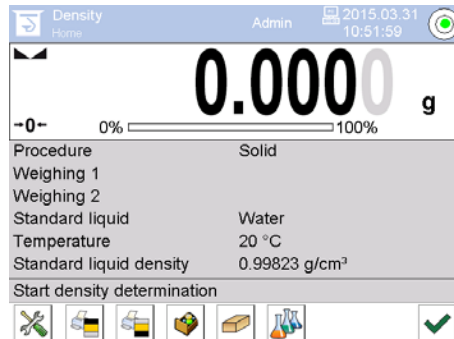 Density Admin 2015.03.31
Home 10:51:59
0.0000 g
→0← 0% 100%
Procedure Solid
Weighing 1
Weighing 2
Standard liquid Water
Temperature 20 °C
Standard liquid density 0.99823 g/cm³
Start density determination